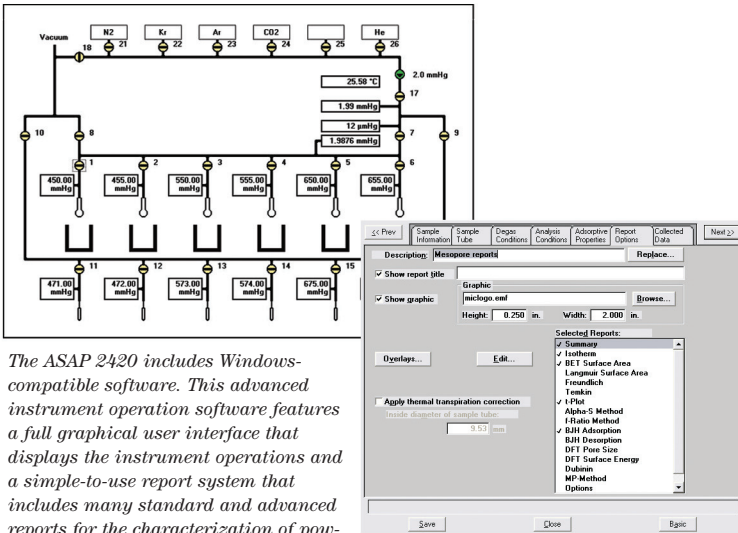 Vacuum
N2 Kr Ar CO2 He
18 21 22 23 24 25 26
2.0 mmHg
25.58 °C
17
1.99 mmHg
12 µmHg
10 8 7 9
1.9876 mmHg
1 2 3 4 5 6
450.00 mmHg 455.00 mmHg 550.00 mmHg 555.00 mmHg 650.00 mmHg 655.00 mmHg
11 12 13 14 15
471.00 mmHg 472.00 mmHg 573.00 mmHg 574.00 mmHg 675.00 mmHg
The ASAP 2420 includes Windows-
compatible software. This advanced
instrument operation software features
a full graphical user interface that
displays the instrument operations and
a simple-to-use report system that
includes many standard and advanced
reports for the characterization of pow-
<< Prev Sample Information Sample Tube Degas Conditions Analysis Conditions Adsorptive Properties Report Options Collected Data Next >>
Description: Mesopore reports Replace...
Show report title
Graphic
Show graphic miclogo.emf Browse...
Height: 0.250 in. Width: 2.000 in.
Selected Reports:
Summary
Isotherm
Overlays... Edit... BET Surface Area
Langmuir Surface Area
Freundlich
Temkin
Apply thermal transpiration correction t-Plot
Inside diameter of sample tube: Alpha-S Method
9.53 mm f-Ratio Method
BJH Adsorption
BJH Desorption
DFT Pore Size
DFT Surface Energy
Dubinin
MP-Method
Options
Save Close Basic